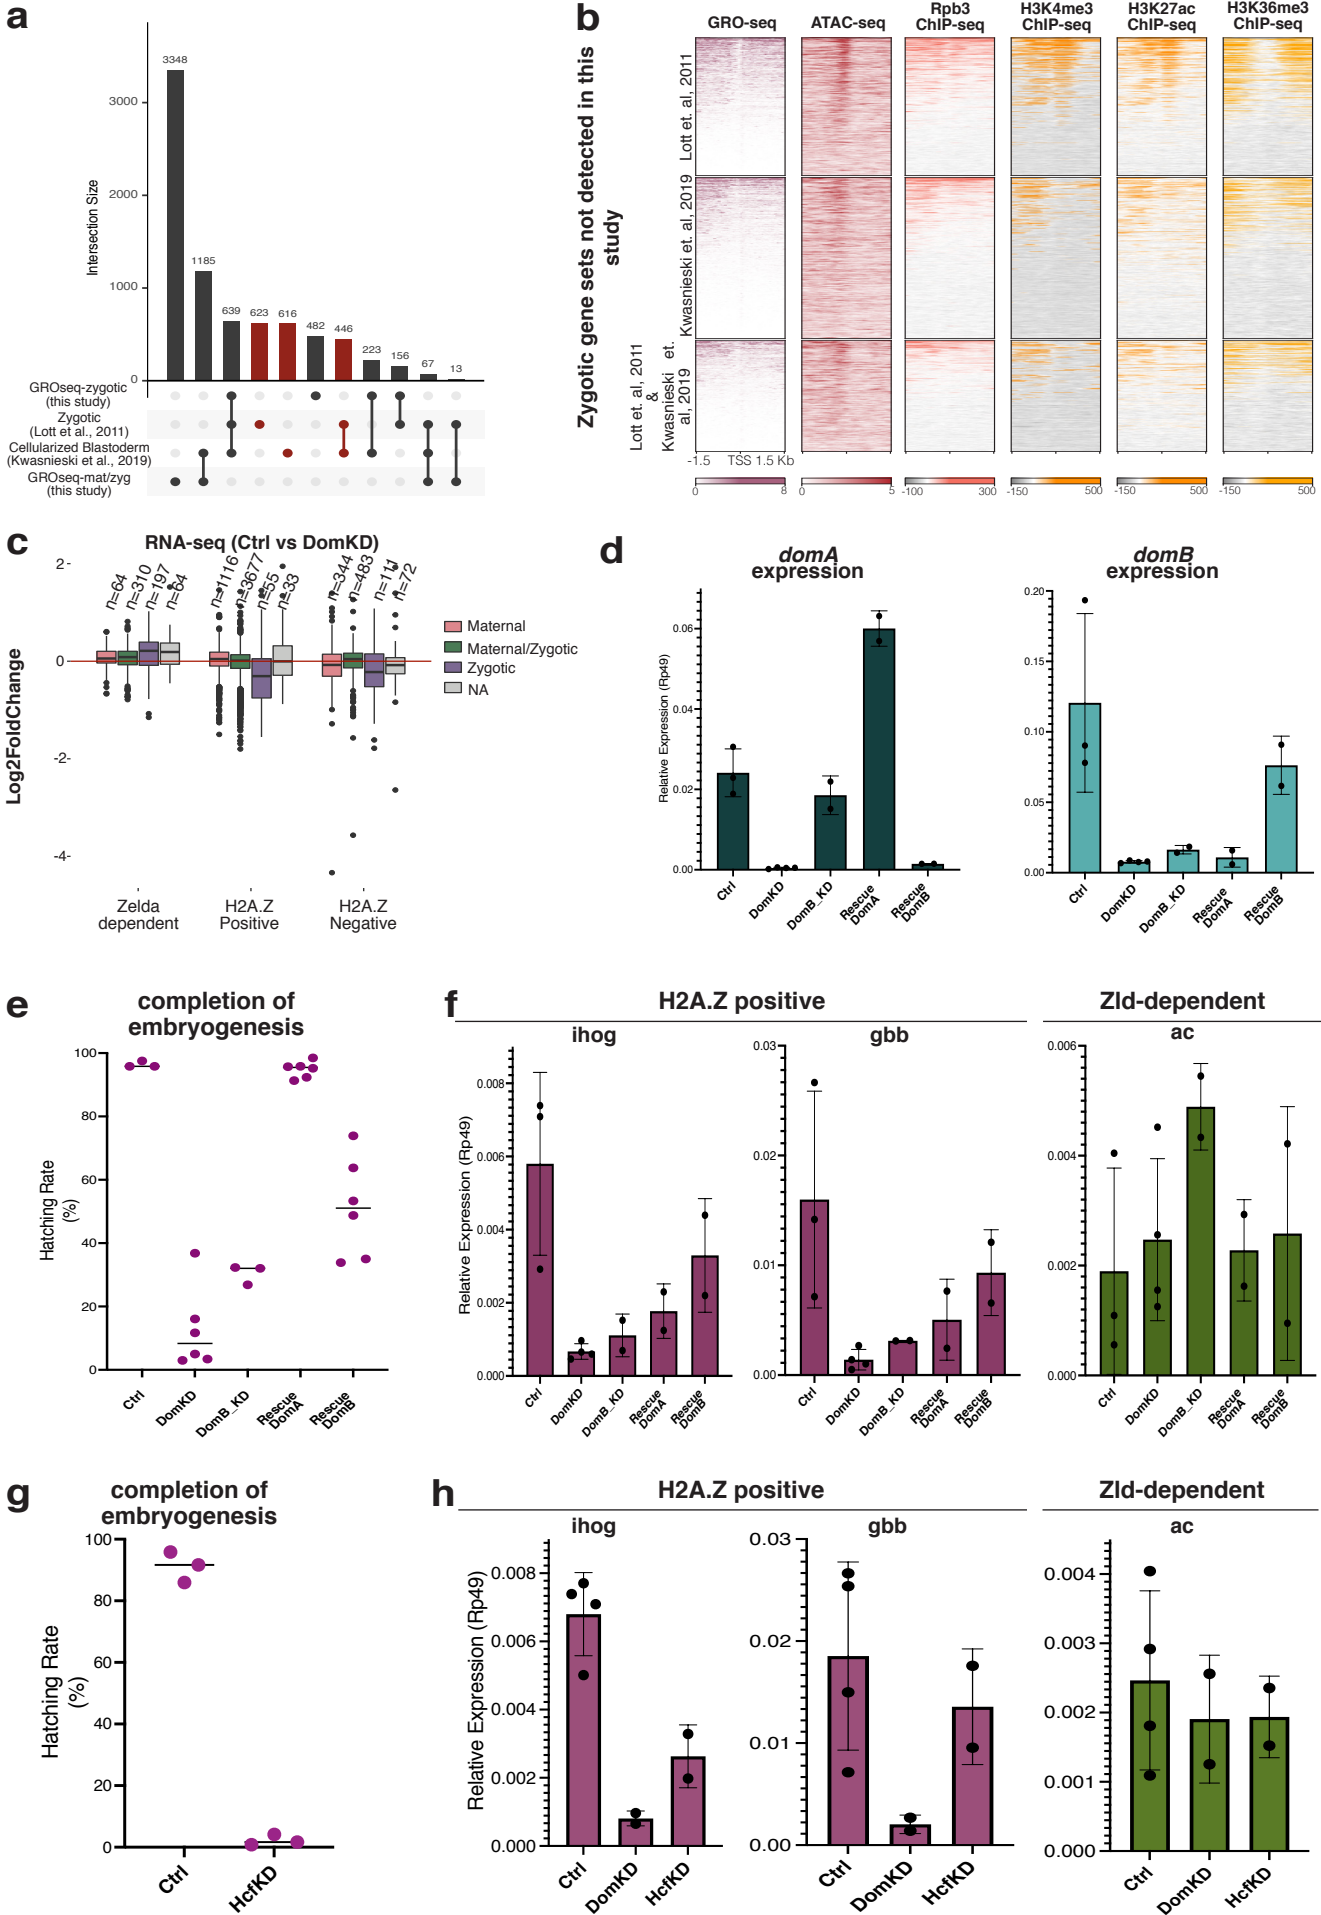 a
3348
3000
2000
1000
0
Intersection Size
1185
639
623
616
482
446
223
156
67
13
GROseq-zygotic
(this study)
Zygotic
(Lott et al., 2011)
Cellularized Blastoderm
(Kwasnieski et al., 2019)
GROseq-mat/zyg
(this study)
b
GRO-seq
ATAC-seq
Rpb3
ChIP-seq
H3K4me3
ChIP-seq
H3K27ac
ChIP-seq
H3K36me3
ChIP-seq
Zygotic gene sets not detected in this
study
Lott et. al, 2011
Kwasnieski et. al, 2019
Lott et. al, 2011
&
Kwasnieski et.
al, 2019
-1.5 TSS 1.5 Kb
0 8
0 5
-100 300
-150 500
-150 500
-150 500
c
RNA-seq (Ctrl vs DomKD)
Log2FoldChange
2-
0
-2-
-4-
n=64
n=310
n=197
n=64
n=1116
n=3677
n=55
n=33
n=344
n=483
n=111
n=72
Maternal
Maternal/Zygotic
Zygotic
NA
Zelda
dependent
H2A.Z
Positive
H2A.Z
Negative
d
domA
expression
Relative Expression (Rp49)
0.06
0.04
0.02
0.00
Ctrl
DomKD
DomB_KD
Rescue
DomA
Rescue
DomB
domB
expression
0.20
0.15
0.10
0.05
0.00
Ctrl
DomKD
DomB_KD
Rescue
DomA
Rescue
DomB
e
completion of
embryogenesis
Hatching Rate
(%)
100
80
60
40
20
0
Ctrl
DomKD
DomB_KD
Rescue
DomA
Rescue
DomB
f
H2A.Z positive
Zld-dependent
ihog
Relative Expression (Rp49)
0.008
0.006
0.004
0.002
0.000
Ctrl
DomKD
DomB_KD
Rescue
DomA
Rescue
DomB
gbb
0.03
0.02
0.01
0.00
Ctrl
DomKD
DomB_KD
Rescue
DomA
Rescue
DomB
ac
0.006
0.004
0.002
0.000
Ctrl
DomKD
DomB_KD
Rescue
DomA
Rescue
DomB
g
completion of
embryogenesis
Hatching Rate
(%)
100
80
60
40
20
0
Ctrl
HcfKD
h
H2A.Z positive
Zld-dependent
ihog
Relative Expression (Rp49)
0.008
0.006
0.004
0.002
0.000
Ctrl
DomKD
HcfKD
gbb
0.03
0.02
0.01
0.00
Ctrl
DomKD
HcfKD
ac
0.004
0.003
0.002
0.001
0.000
Ctrl
DomKD
HcfKD